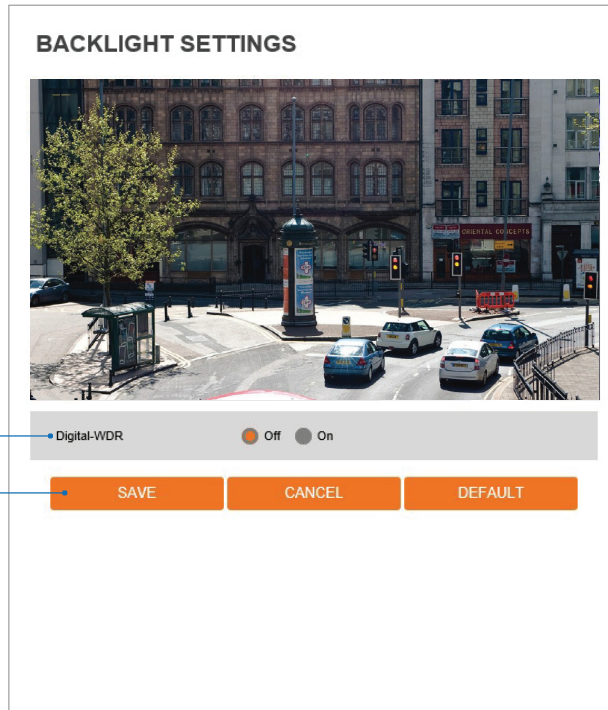 BACKLIGHT SETTINGS
ORIENTAL CONCEPTS
Digital-WDR Off On
SAVE CANCEL DEFAULT